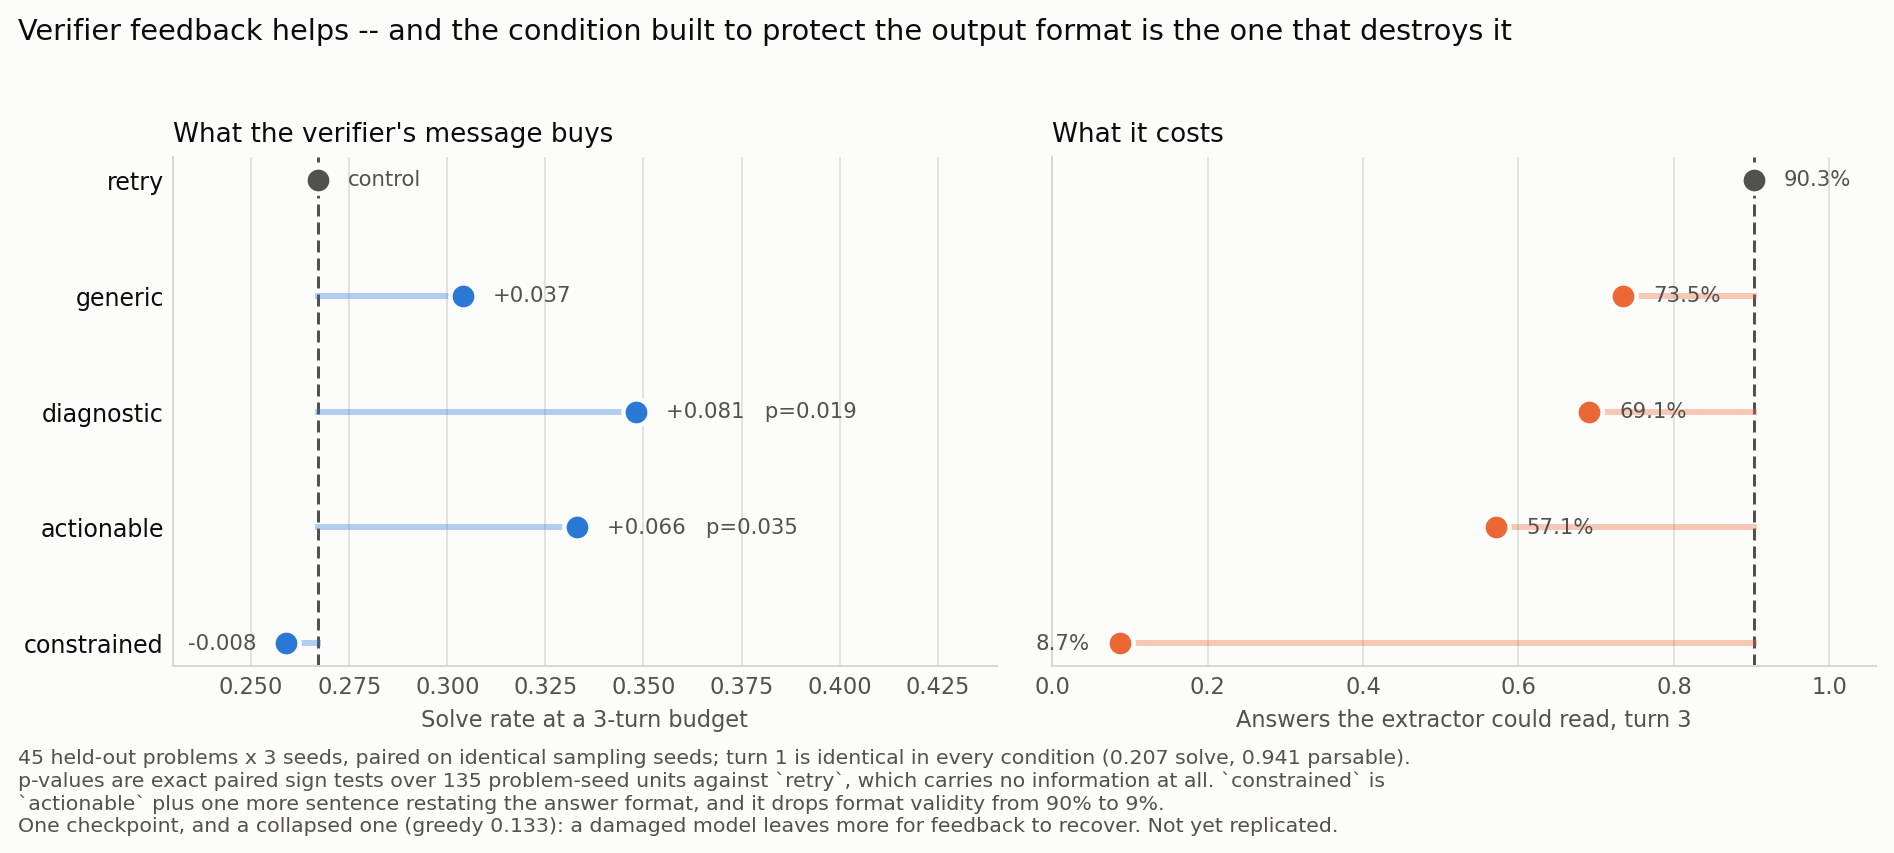 Verifier feedback helps -- and the condition built to protect the output format is the one that destroys it
What the verifier's message buys
retry
control
generic
+0.037
diagnostic
+0.081 p=0.019
actionable
+0.066 p=0.035
constrained
-0.008
0.250 0.275 0.300 0.325 0.350 0.375 0.400 0.425
Solve rate at a 3-turn budget
What it costs
90.3%
73.5%
69.1%
57.1%
8.7%
0.0 0.2 0.4 0.6 0.8 1.0
Answers the extractor could read, turn 3
45 held-out problems x 3 seeds, paired on identical sampling seeds; turn 1 is identical in every condition (0.207 solve, 0.941 parsable).
p-values are exact paired sign tests over 135 problem-seed units against `retry`, which carries no information at all. `constrained` is
`actionable` plus one more sentence restating the answer format, and it drops format validity from 90% to 9%.
One checkpoint, and a collapsed one (greedy 0.133): a damaged model leaves more for feedback to recover. Not yet replicated.